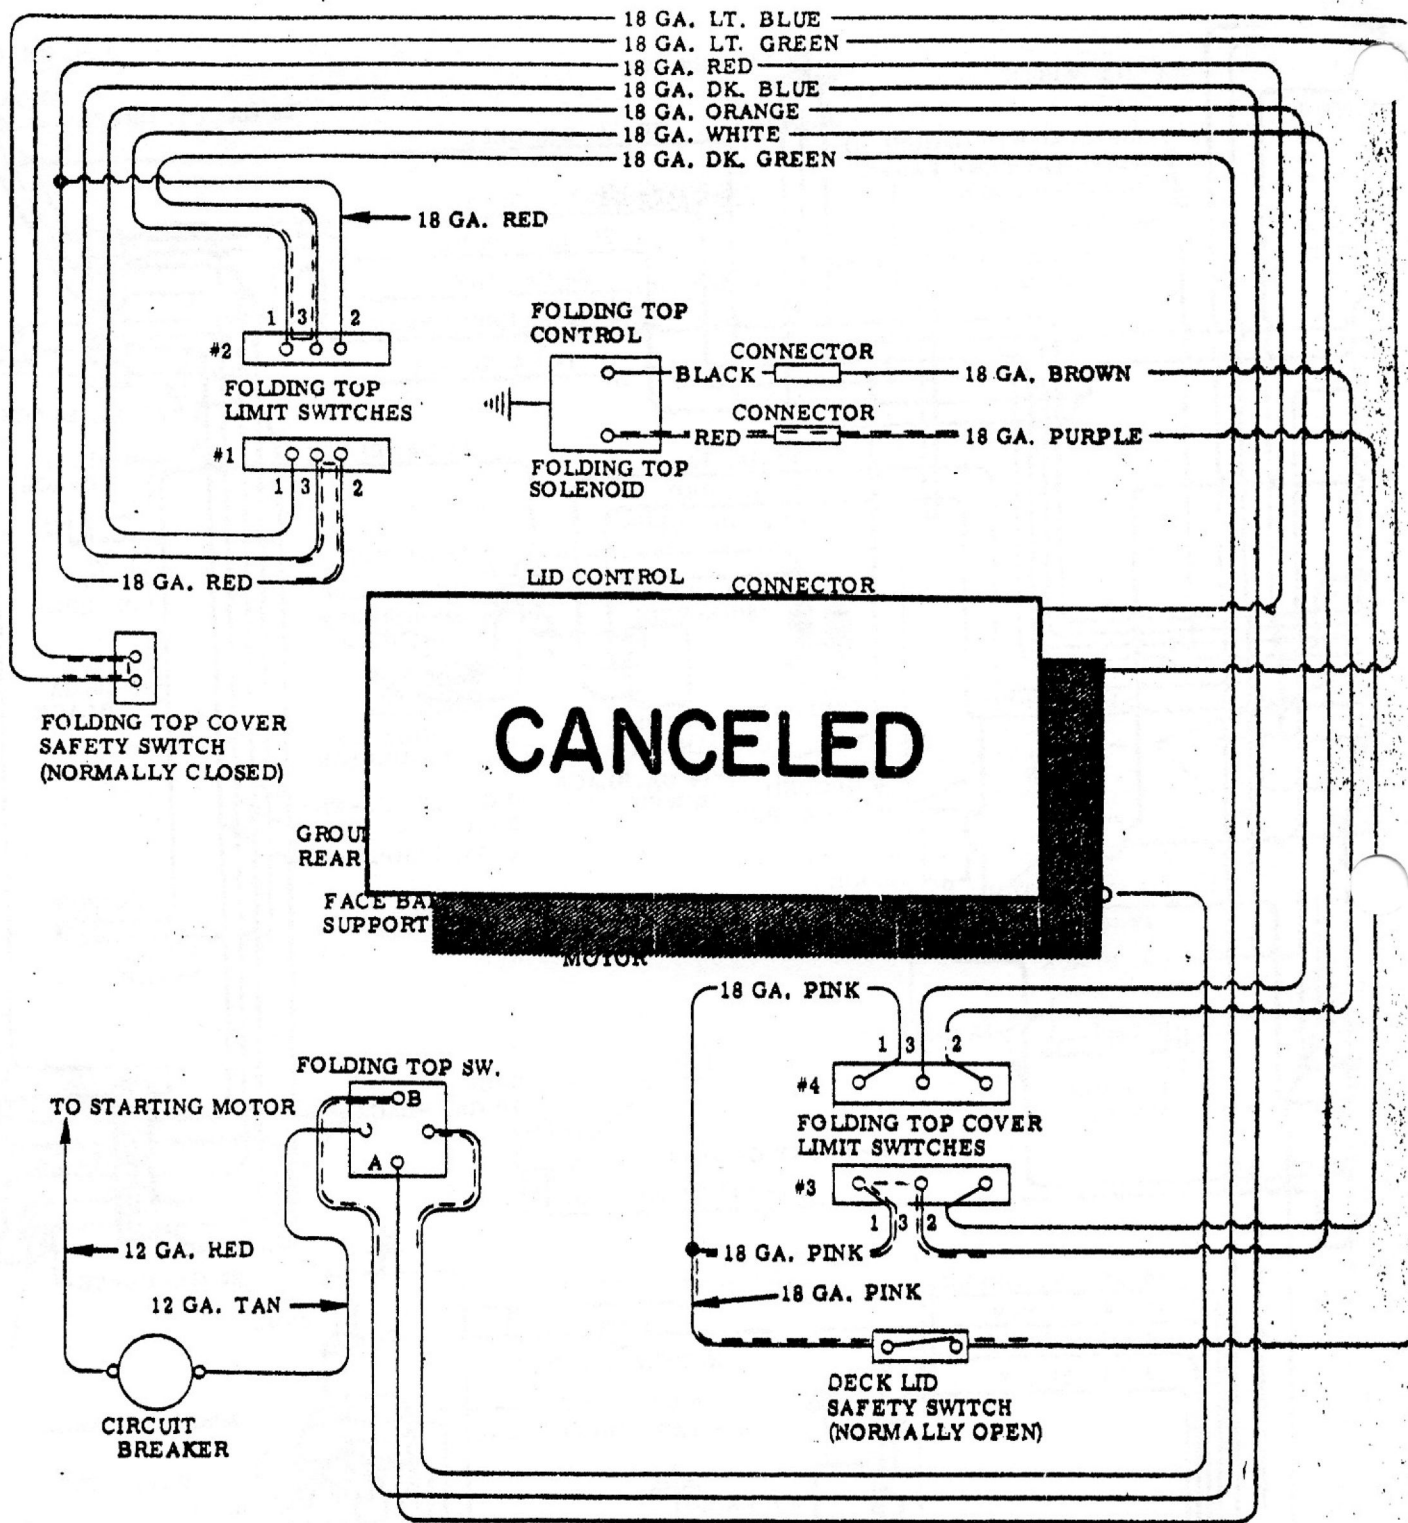 18 GA. LT. BLUE
18 GA. LT. GREEN
18 GA. RED
18 GA. DK. BLUE
18 GA. ORANGE
18 GA. WHITE
18 GA. DK. GREEN
18 GA. RED
1 3 2
#2
FOLDING TOP
LIMIT SWITCHES
#1
1 3 2
18 GA. RED
FOLDING TOP
CONTROL
CONNECTOR
BLACK
18 GA. BROWN
CONNECTOR
RED
18 GA. PURPLE
FOLDING TOP
SOLENOID
LID CONTROL
CONNECTOR
FOLDING TOP COVER
SAFETY SWITCH
(NORMALLY CLOSED)
CANCELED
REAR
SUPPORT
MOTOR
18 GA. PINK
1 3 2
#4
FOLDING TOP COVER
LIMIT SWITCHES
#3
1 3 2
18 GA. PINK
18 GA. PINK
FOLDING TOP SW.
B
A
TO STARTING MOTOR
12 GA. RED
12 GA. TAN
CIRCUIT
BREAKER
DECK LID
SAFETY SWITCH
(NORMALLY OPEN)